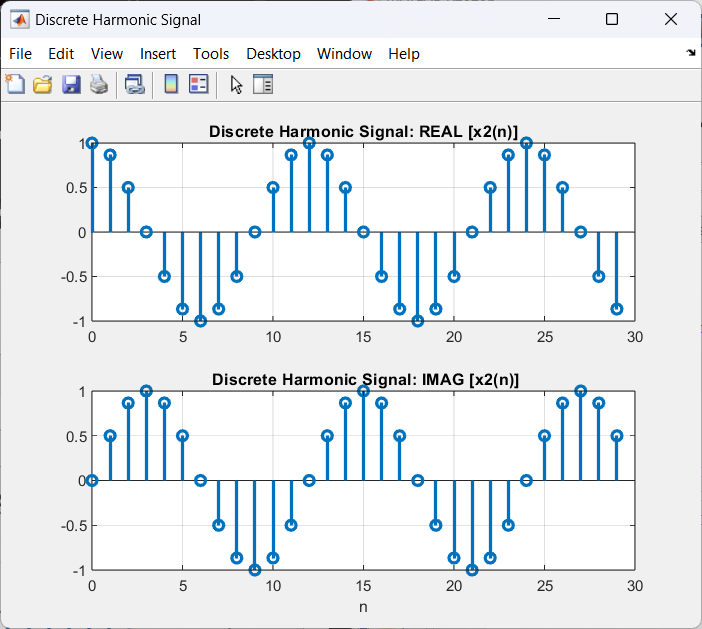 Discrete Harmonic Signal
File Edit View Insert Tools Desktop Window Help
Discrete Harmonic Signal: REAL [x2(n)]
1
0.5
0
-0.5
-1
0 5 10 15 20 25 30
Discrete Harmonic Signal: IMAG [x2(n)]
1
0.5
0
-0.5
-1
0 5 10 15 20 25 30
n